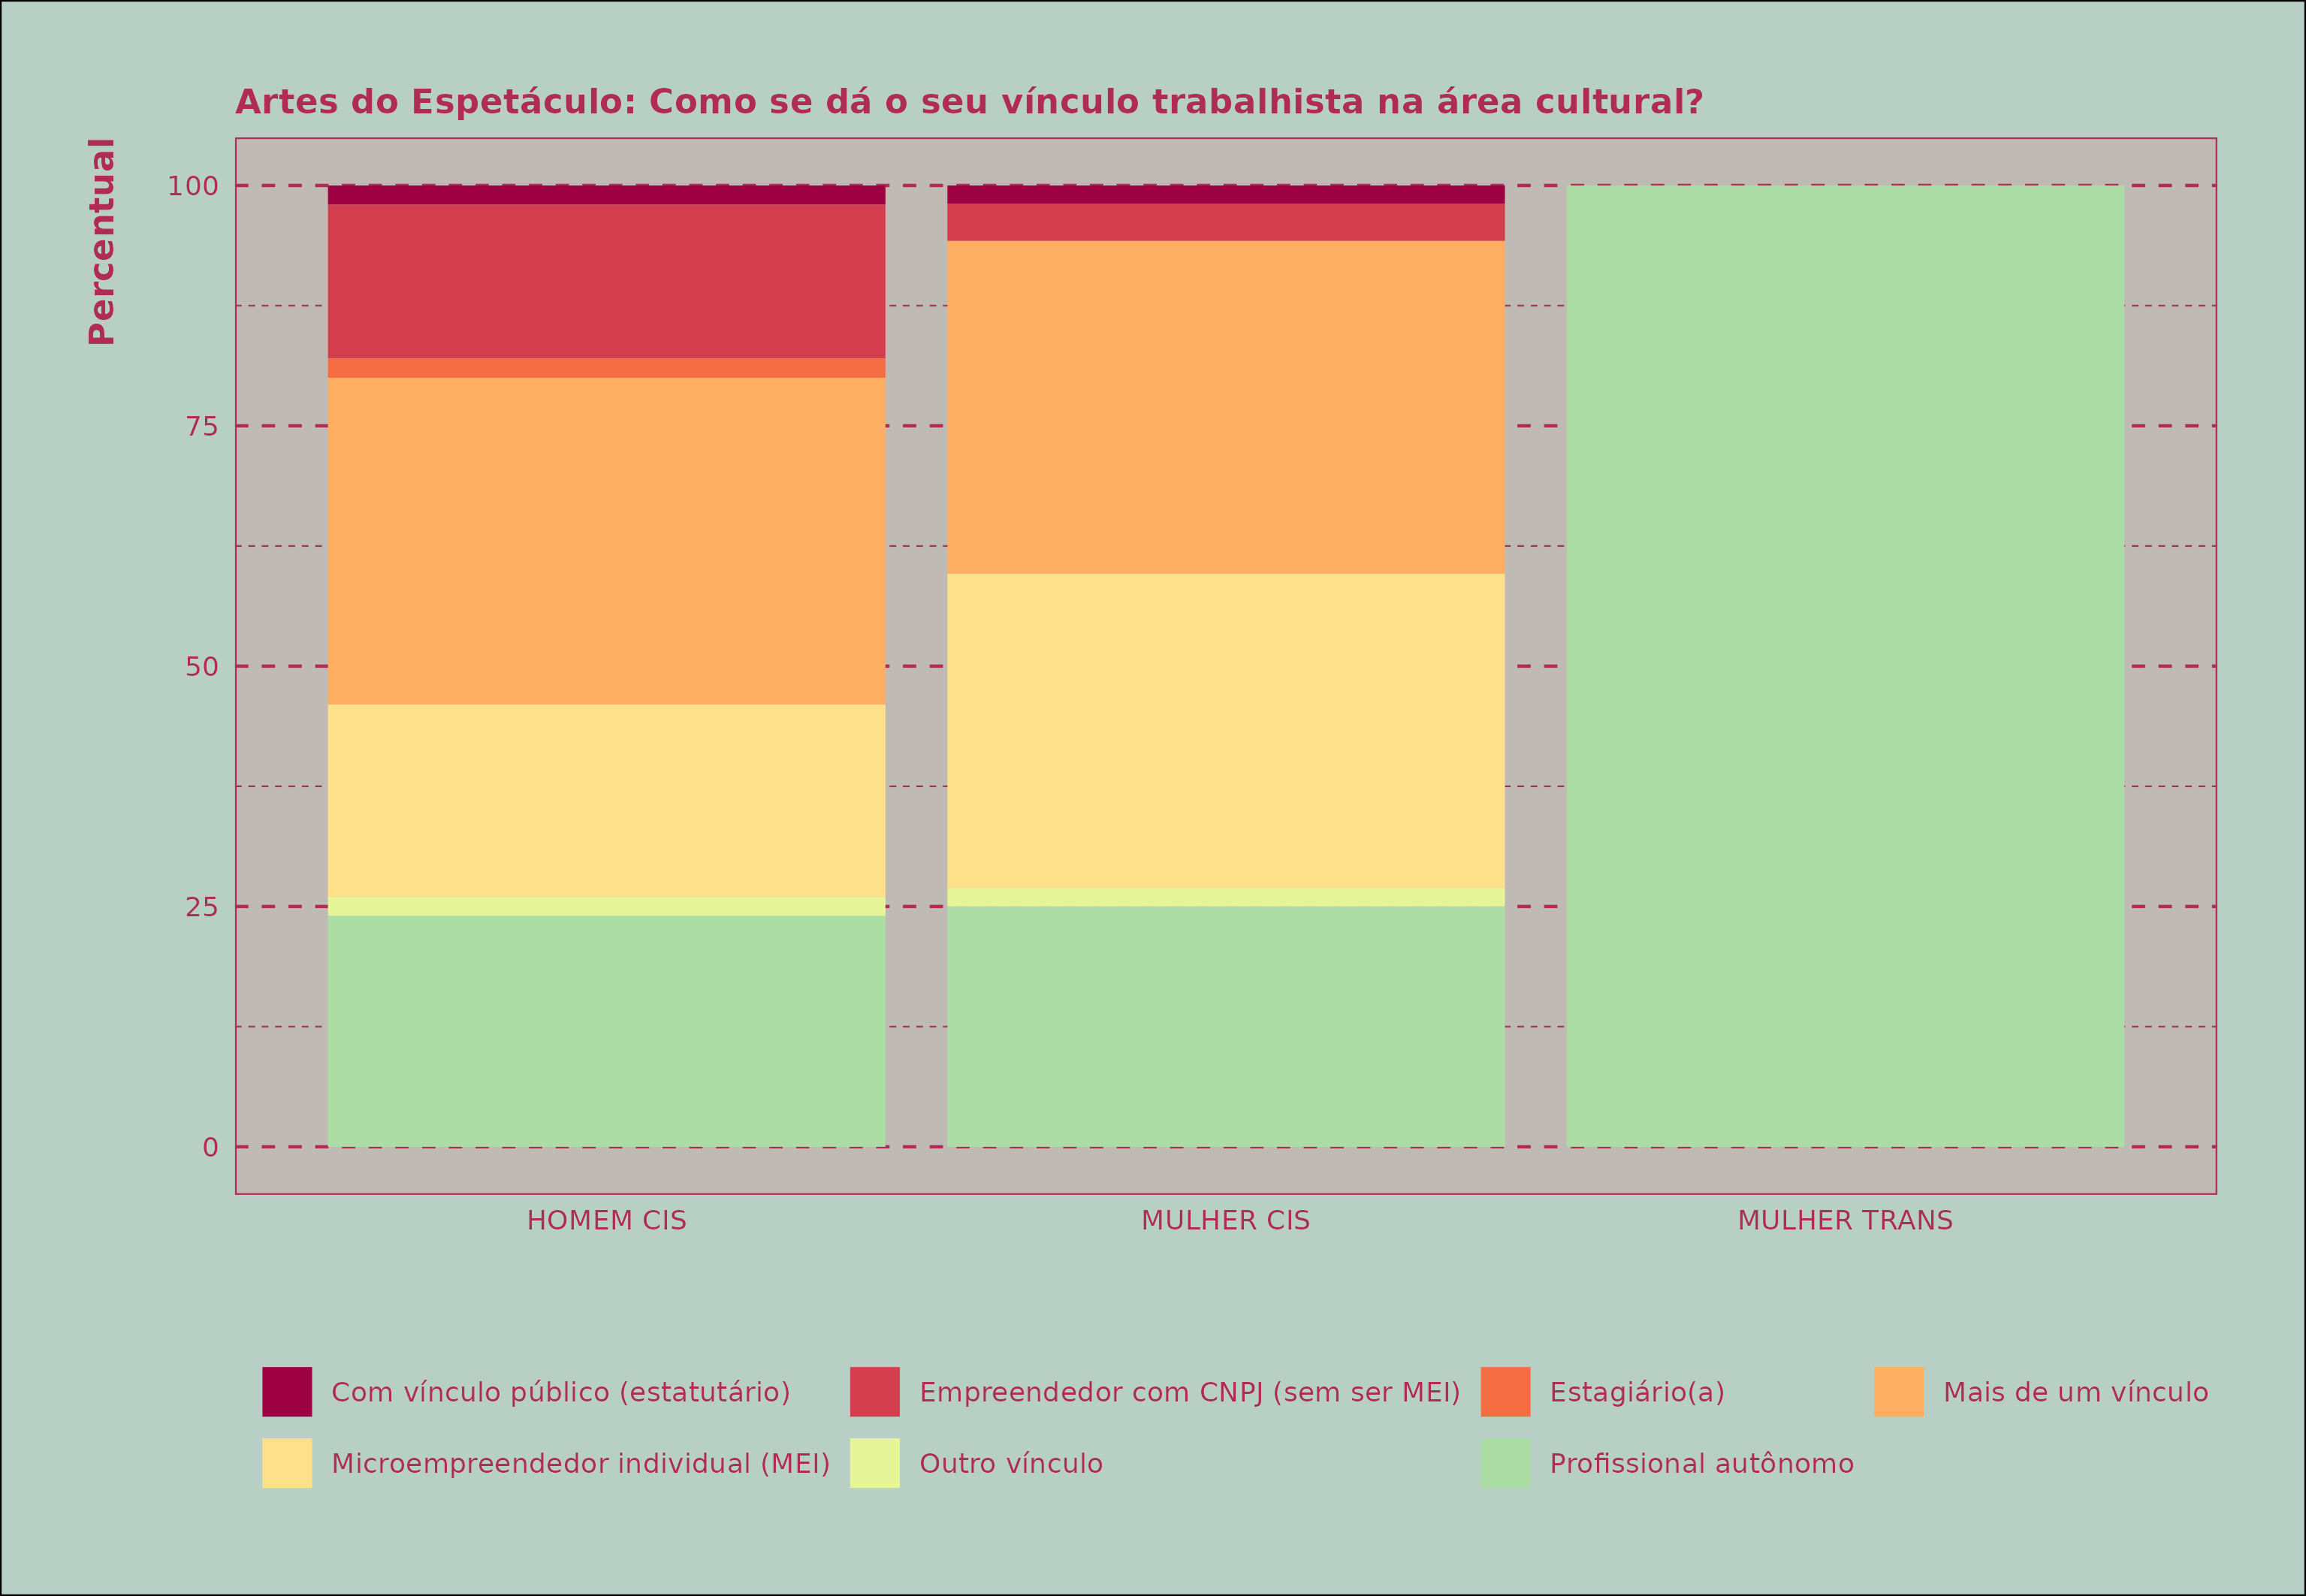 Artes do Espetáculo: Como se dá o seu vínculo trabalhista na área cultural?
Percentual
100
75
50
25
0
HOMEM CIS
MULHER CIS
MULHER TRANS
Com vínculo público (estatutário)
Empreendedor com CNPJ (sem ser MEI)
Estagiário(a)
Mais de um vínculo
Microempreendedor individual (MEI)
Outro vínculo
Profissional autônomo